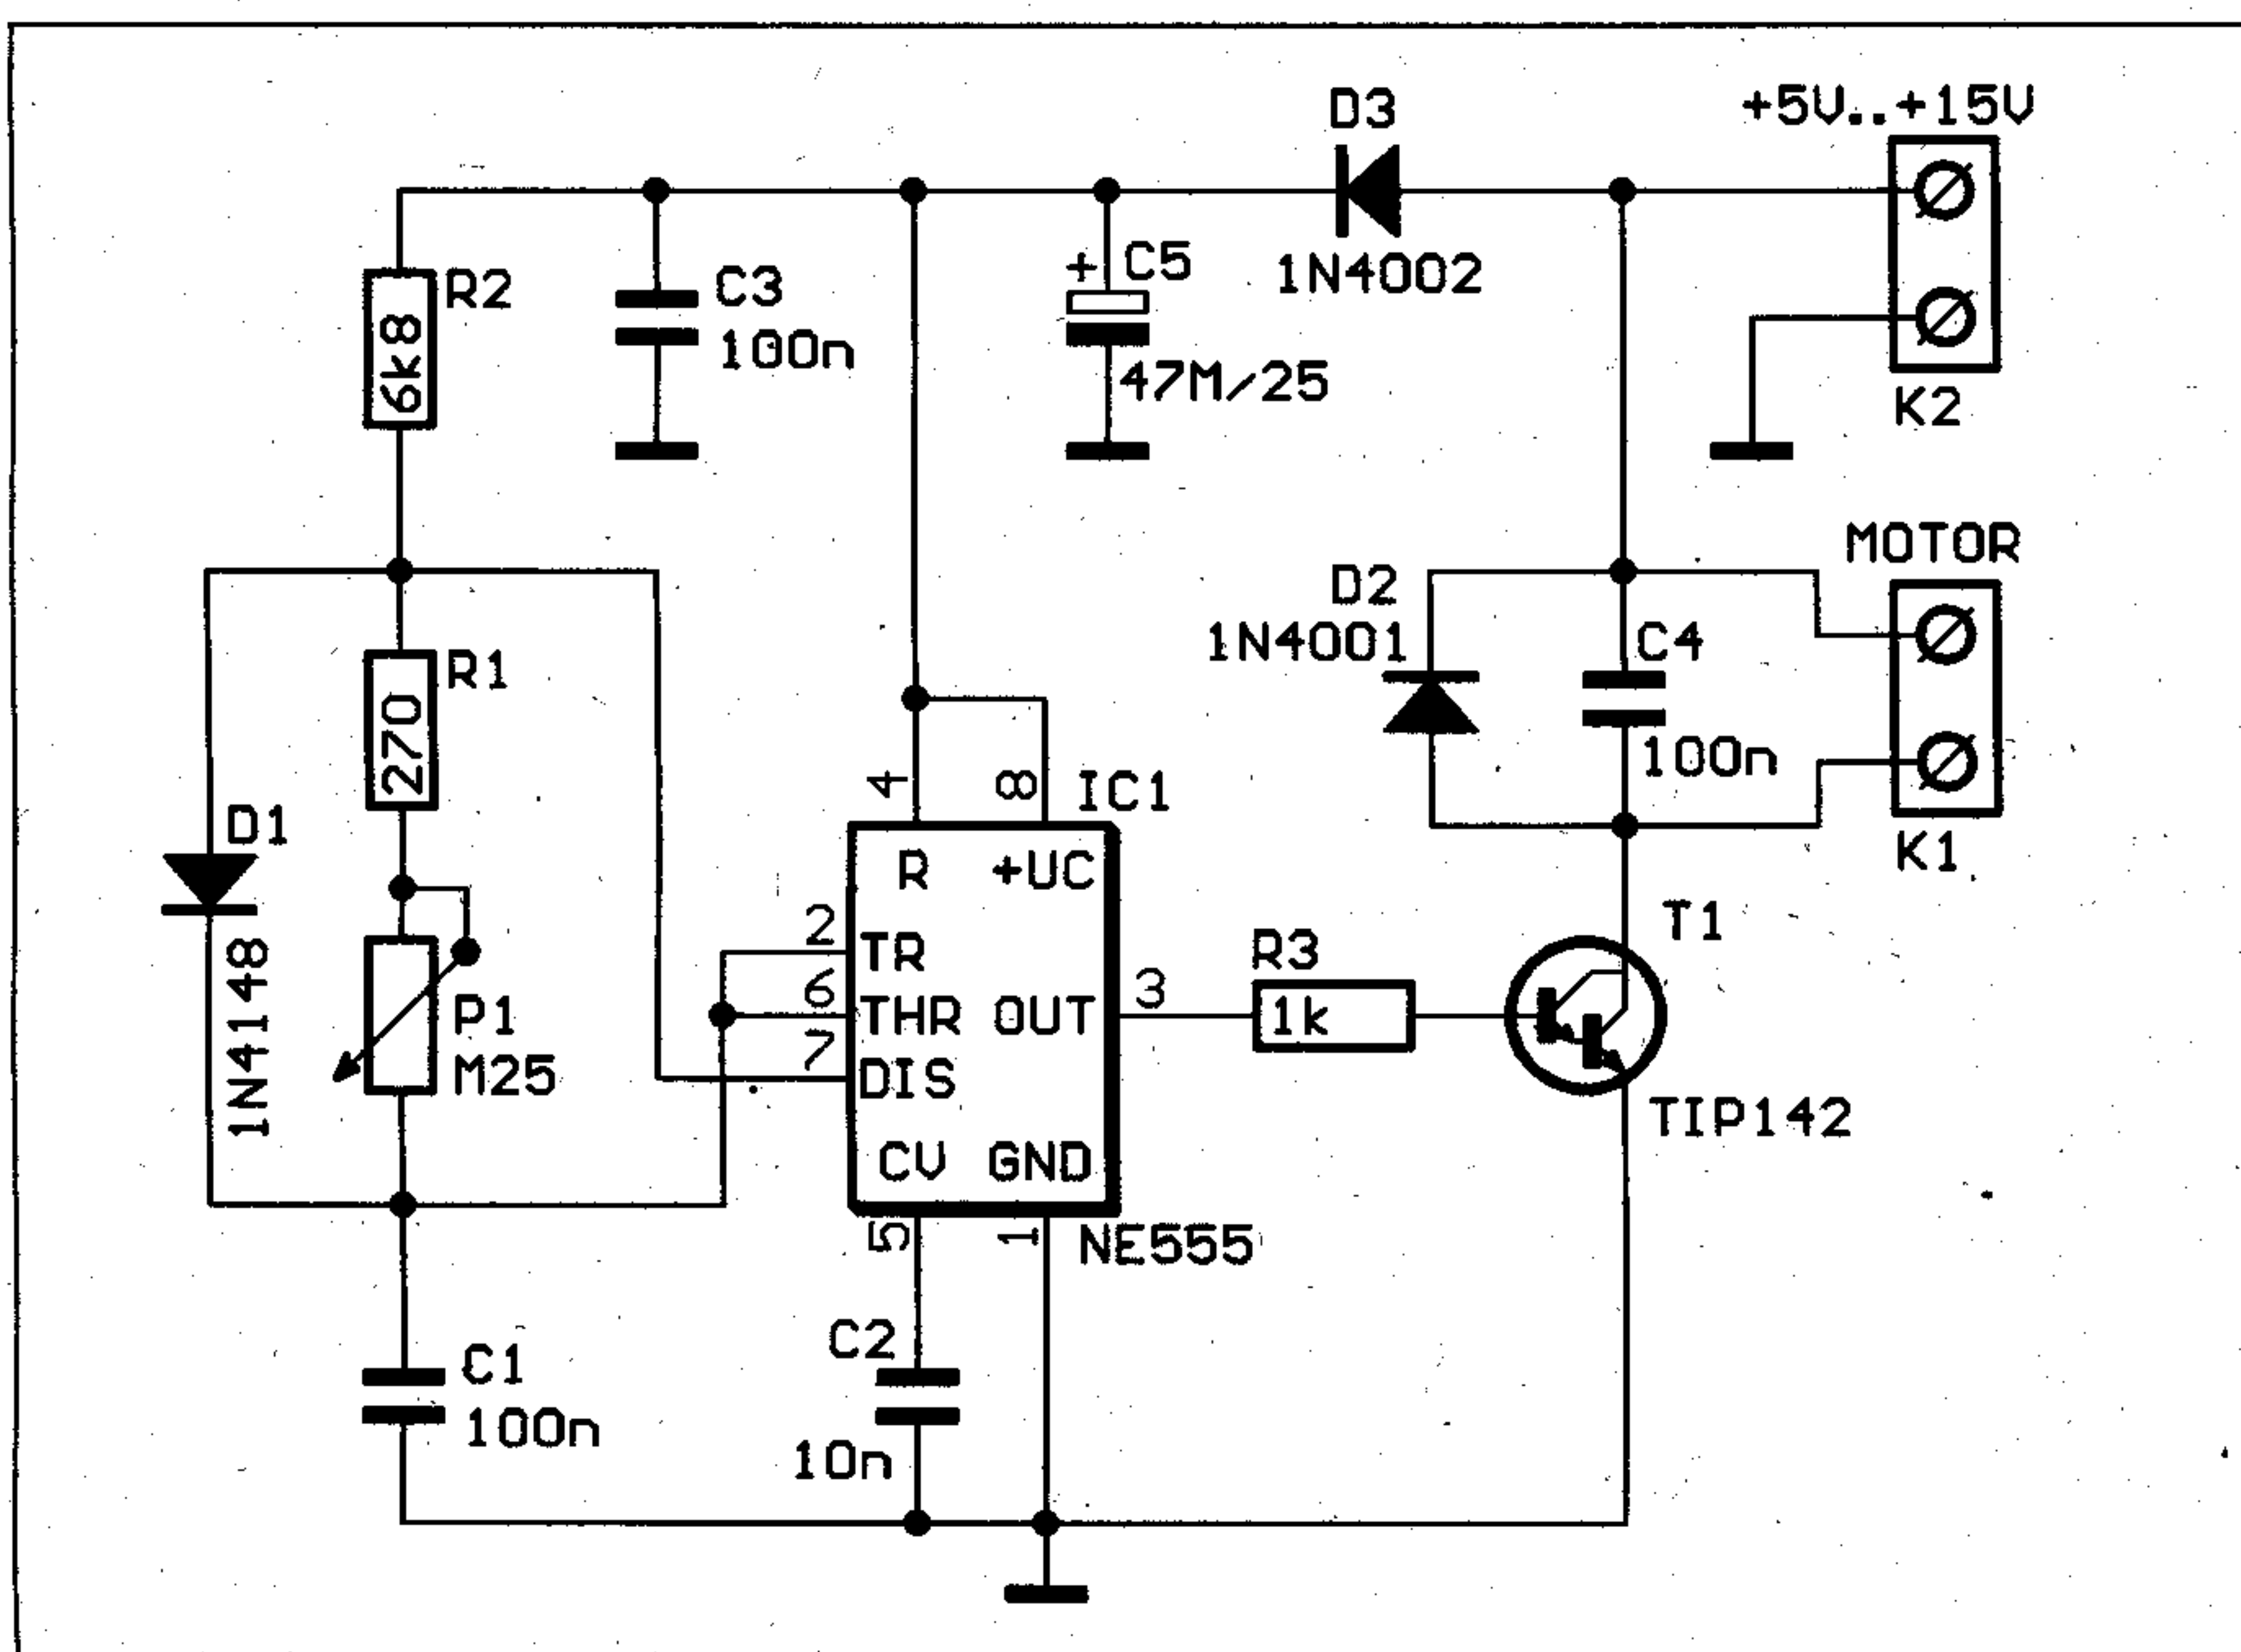 D3
+5V..+15V
R2
6k8
C3
100n
+
C5
47M/25
1N4002
K2
MOTOR
D2
1N4001
C4
100n
K1
R1
270
D1
1N4148
P1
M25
4
8
IC1
R
+UC
2
TR
6
THR
OUT
3
7
DIS
CV
GND
5
1
NE555
R3
1k
T1
TIP142
C1
100n
C2
10n